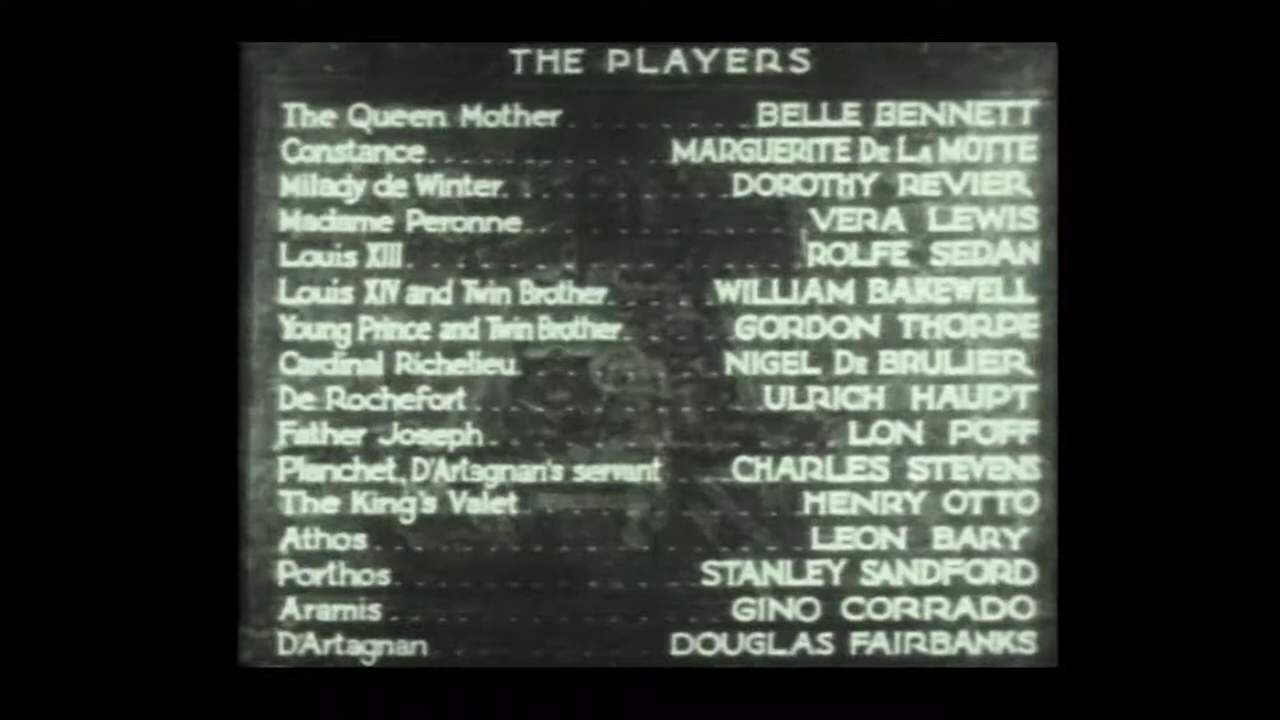 THE PLAYERS
The Queen Mother BELLE BENNETT
Constance MARGUERITE De La MOTTE
Milady de Winter DOROTHY REVIER
Madame Peronne VERA LEWIS
Louis XIII ROLFE SEDAN
Louis XIV and Twin Brother WILLIAM BAKEWELL
Young Prince and Twin Brother GORDON THORPE
Cardinal Richelieu NIGEL De BRULIER
De Rochefort ULRICH HAUPT
Father Joseph LON POFF
Planchet, D'Artagnan's servant CHARLES STEVENS
The King's Valet HENRY OTTO
Athos LEON BARY
Porthos STANLEY SANDFORD
Aramis GINO CORRADO
D'Artagnan DOUGLAS FAIRBANKS